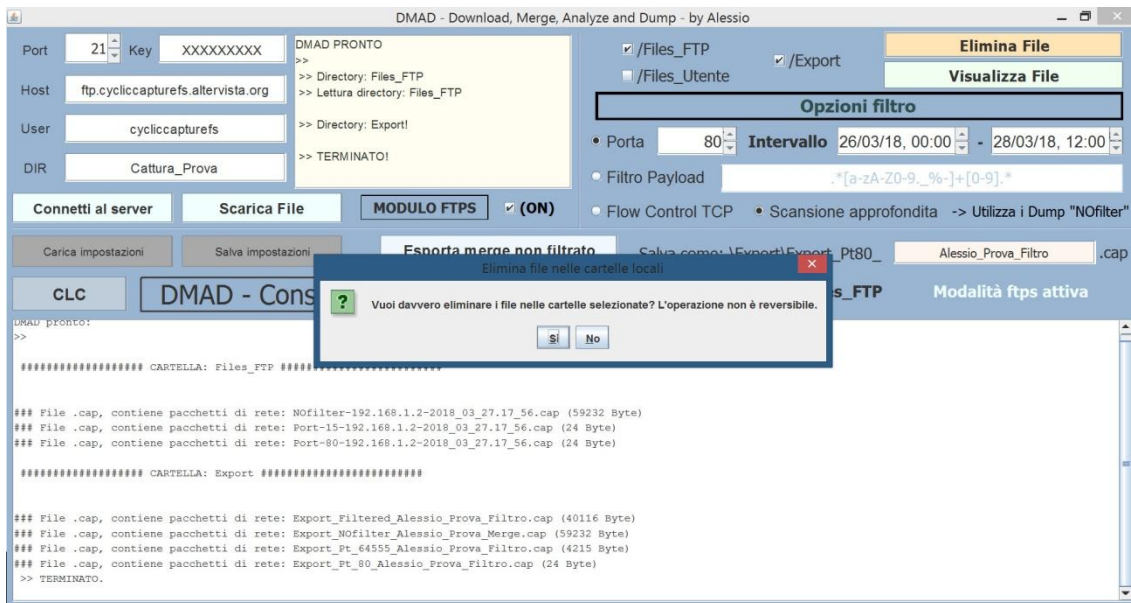 DMAD - Download, Merge, Analyze and Dump - by Alessio
Port 21 Key XXXXXXXXX
Host ftp.cycliccapturefs.altervista.org
User cycliccapturefs
DIR Cattura_Prova
Connetti al server Scarica File MODULO FTPS (ON)
DMAD PRONTO
>>
>> Directory: Files_FTP
>> Lettura directory: Files_FTP
>> Directory: Export!
>> TERMINATO!
/Files_FTP
/Files_Utente
/Export
Elimina File
Visualizza File
Opzioni filtro
Porta 80 Intervallo 26/03/18, 00:00 - 28/03/18, 12:00
Filtro Payload .*[a-zA-Z0-9._%-]+[0-9].*
Flow Control TCP Scansione approfondita -> Utilizza i Dump "NOfilter"
Carica impostazioni Salva impostazioni Esporta merge non filtrato Salva come: \Export\Export_Pt80_ Alessio_Prova_Filtro .cap
CLC DMAD - Cons s_FTP Modalità ftps attiva
Elimina file nelle cartelle locali
Vuoi davvero eliminare i file nelle cartelle selezionate? L'operazione non è reversibile.
Sì No
DMAD pronto:
>>
################### CARTELLA: Files_FTP #########################
### File .cap, contiene pacchetti di rete: NOfilter-192.168.1.2-2018_03_27.17_56.cap (59232 Byte)
### File .cap, contiene pacchetti di rete: Port-15-192.168.1.2-2018_03_27.17_56.cap (24 Byte)
### File .cap, contiene pacchetti di rete: Port-80-192.168.1.2-2018_03_27.17_56.cap (24 Byte)
################### CARTELLA: Export #########################
### File .cap, contiene pacchetti di rete: Export_Filtered_Alessio_Prova_Filtro.cap (40116 Byte)
### File .cap, contiene pacchetti di rete: Export_NOfilter_Alessio_Prova_Merge.cap (59232 Byte)
### File .cap, contiene pacchetti di rete: Export_Pt_64555_Alessio_Prova_Filtro.cap (4215 Byte)
### File .cap, contiene pacchetti di rete: Export_Pt_80_Alessio_Prova_Filtro.cap (24 Byte)
>> TERMINATO.